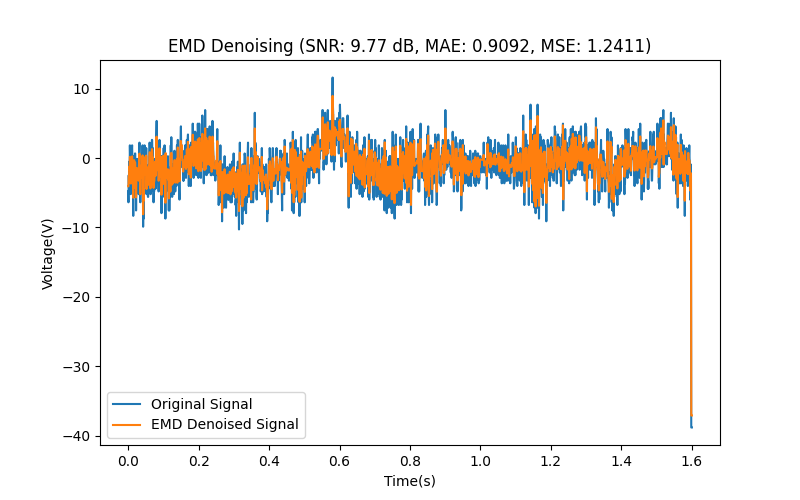 EMD Denoising (SNR: 9.77 dB, MAE: 0.9092, MSE: 1.2411)
10
0
−10
−20
−30
−40
Voltage(V)
Original Signal
EMD Denoised Signal
0.0 0.2 0.4 0.6 0.8 1.0 1.2 1.4 1.6
Time(s)